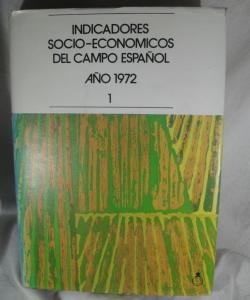 INDICADORES
SOCIO-ECONOMICOS
DEL CAMPO ESPAÑOL
AÑO 1972
1